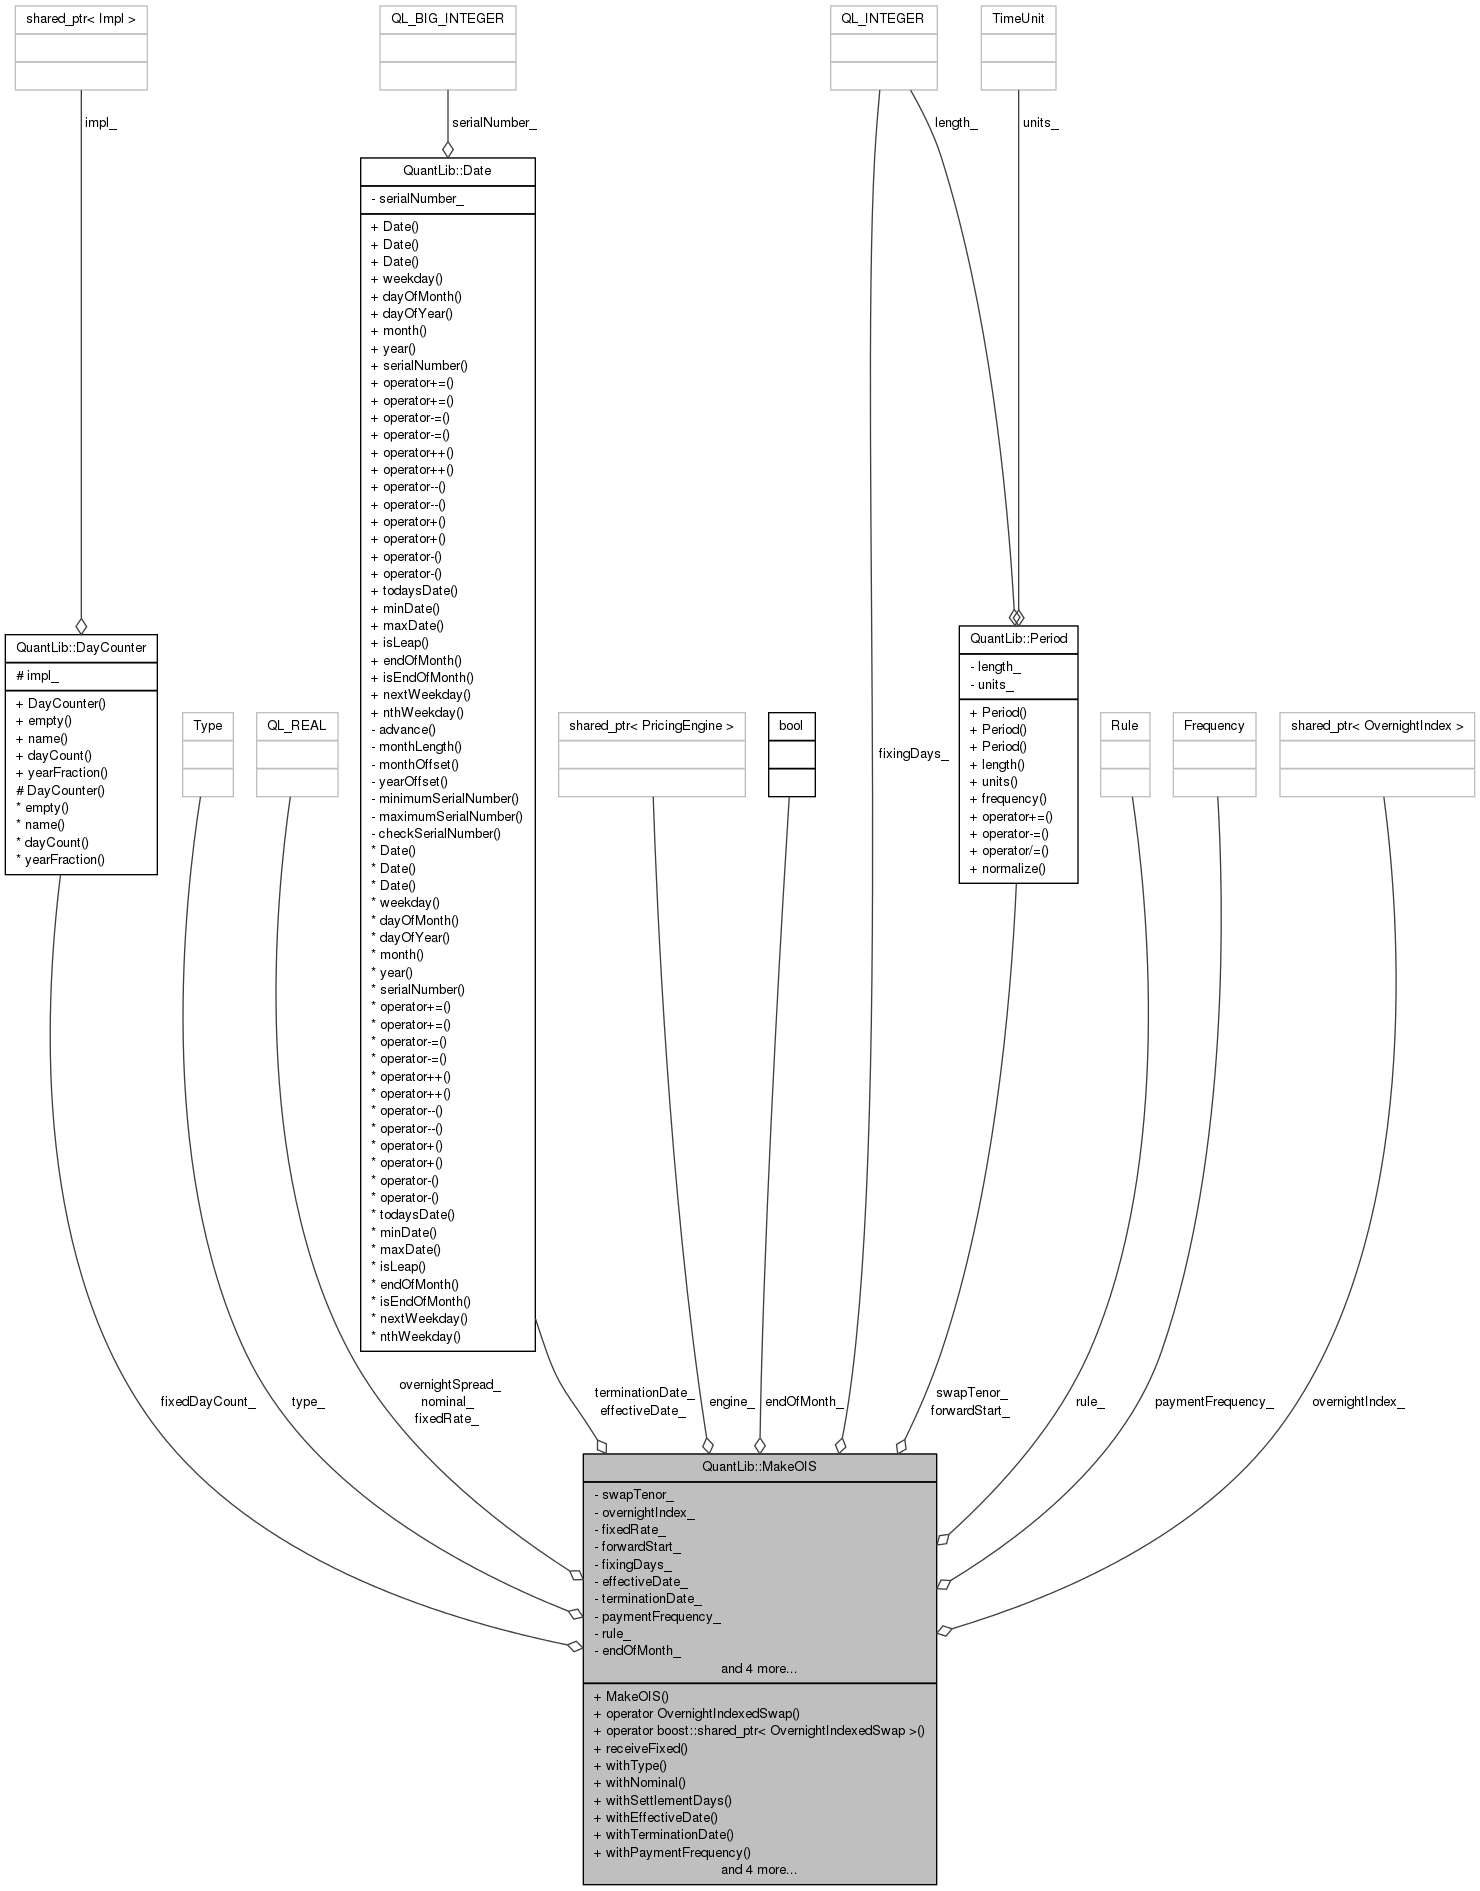 shared_ptr< Impl >
QL_BIG_INTEGER
QL_INTEGER
TimeUnit
impl_
serialNumber_
length_
units_
QuantLib::Date
- serialNumber_
+ Date()
+ Date()
+ Date()
+ weekday()
+ dayOfMonth()
+ dayOfYear()
+ month()
+ year()
+ serialNumber()
+ operator+=()
+ operator+=()
+ operator-=()
+ operator-=()
+ operator++()
+ operator++()
+ operator--()
+ operator--()
+ operator+()
+ operator+()
+ operator-()
+ operator-()
+ todaysDate()
+ minDate()
+ maxDate()
+ isLeap()
+ endOfMonth()
+ isEndOfMonth()
+ nextWeekday()
+ nthWeekday()
- advance()
- monthLength()
- monthOffset()
- yearOffset()
- minimumSerialNumber()
- maximumSerialNumber()
- checkSerialNumber()
* Date()
* Date()
* Date()
* weekday()
* dayOfMonth()
* dayOfYear()
* month()
* year()
* serialNumber()
* operator+=()
* operator+=()
* operator-=()
* operator-=()
* operator++()
* operator++()
* operator--()
* operator--()
* operator+()
* operator+()
* operator-()
* operator-()
* todaysDate()
* minDate()
* maxDate()
* isLeap()
* endOfMonth()
* isEndOfMonth()
* nextWeekday()
* nthWeekday()
QuantLib::DayCounter
# impl_
+ DayCounter()
+ empty()
+ name()
+ dayCount()
+ yearFraction()
# DayCounter()
* empty()
* name()
* dayCount()
* yearFraction()
Type
QL_REAL
shared_ptr< PricingEngine >
bool
fixingDays_
QuantLib::Period
- length_
- units_
+ Period()
+ Period()
+ Period()
+ length()
+ units()
+ frequency()
+ operator+=()
+ operator-=()
+ operator/=()
+ normalize()
Rule
Frequency
shared_ptr< OvernightIndex >
fixedDayCount_
type_
overnightSpread_
nominal_
fixedRate_
terminationDate_
effectiveDate_
engine_
endOfMonth_
swapTenor_
forwardStart_
rule_
paymentFrequency_
overnightIndex_
QuantLib::MakeOIS
- swapTenor_
- overnightIndex_
- fixedRate_
- forwardStart_
- fixingDays_
- effectiveDate_
- terminationDate_
- paymentFrequency_
- rule_
- endOfMonth_
and 4 more...
+ MakeOIS()
+ operator OvernightIndexedSwap()
+ operator boost::shared_ptr< OvernightIndexedSwap >()
+ receiveFixed()
+ withType()
+ withNominal()
+ withSettlementDays()
+ withEffectiveDate()
+ withTerminationDate()
+ withPaymentFrequency()
and 4 more...